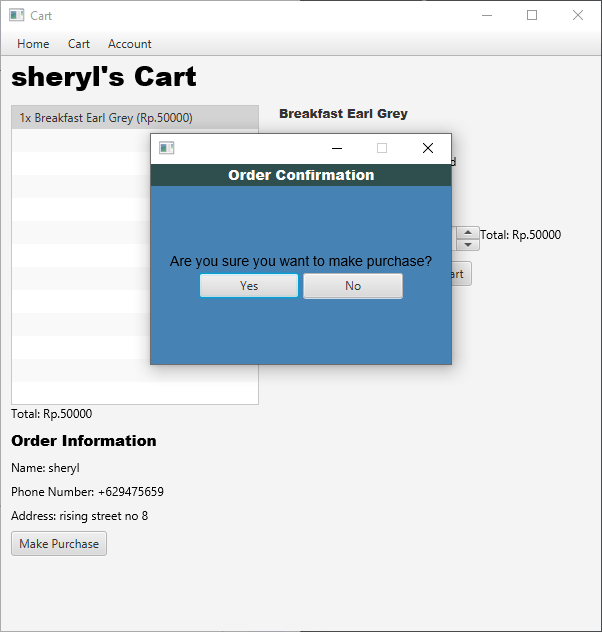 Cart
Home Cart Account
sheryl's Cart
1x Breakfast Earl Grey (Rp.50000)
Breakfast Earl Grey
Order Confirmation
Are you sure you want to make purchase?
Yes No
Total: Rp.50000
Total: Rp.50000
Order Information
Name: sheryl
Phone Number: +629475659
Address: rising street no 8
Make Purchase